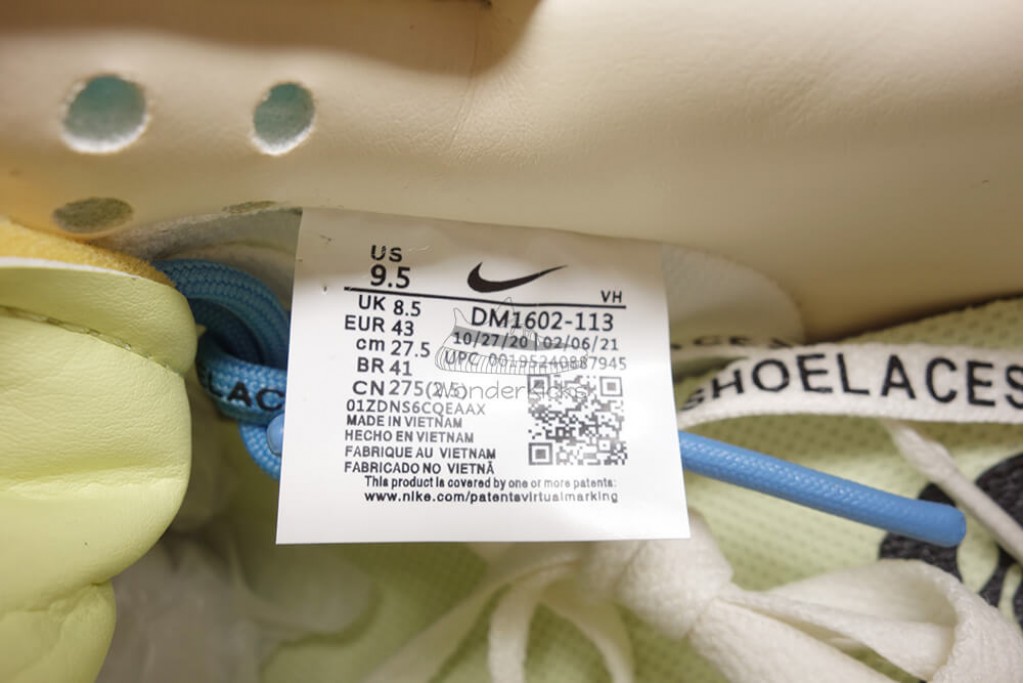 US
9.5
VH
UK 8.5
DM1602-113
EUR 43
10/27/20 02/06/21
cm 27.5
UPC 00195240887945
BR 41
CN 275(2.5)
Wonderkicks
01ZDNS6CQEAAX
MADE IN VIETNAM
HECHO EN VIETNAM
FABRIQUE AU VIETNAM
FABRICADO NO VIETNÃ
This product is covered by one or more patents:
www.nike.com/patentsvirtualmarking
LAC
SHOELACES